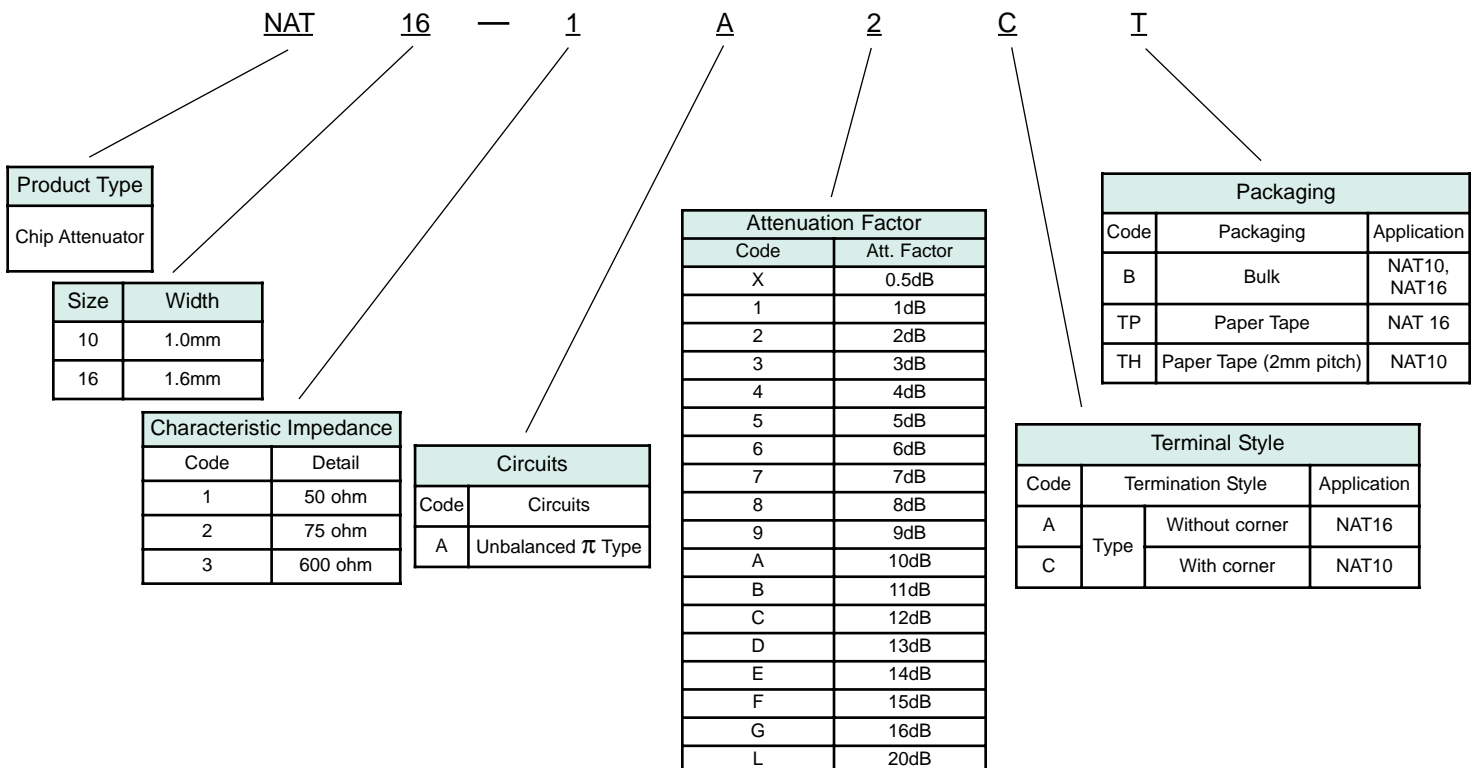 NAT 16 — 1 A 2 C T
Product Type
Chip Attenuator
Size Width
10 1.0mm
16 1.6mm
Characteristic Impedance
Code Detail
1 50 ohm
2 75 ohm
3 600 ohm
Circuits
Code Circuits
A Unbalanced π Type
Attenuation Factor
Code Att. Factor
X 0.5dB
1 1dB
2 2dB
3 3dB
4 4dB
5 5dB
6 6dB
7 7dB
8 8dB
9 9dB
A 10dB
B 11dB
C 12dB
D 13dB
E 14dB
F 15dB
G 16dB
L 20dB
Packaging
Code Packaging Application
B Bulk NAT10,
NAT16
TP Paper Tape NAT 16
TH Paper Tape (2mm pitch) NAT10
Terminal Style
Code Termination Style Application
A Type Without corner NAT16
C With corner NAT10